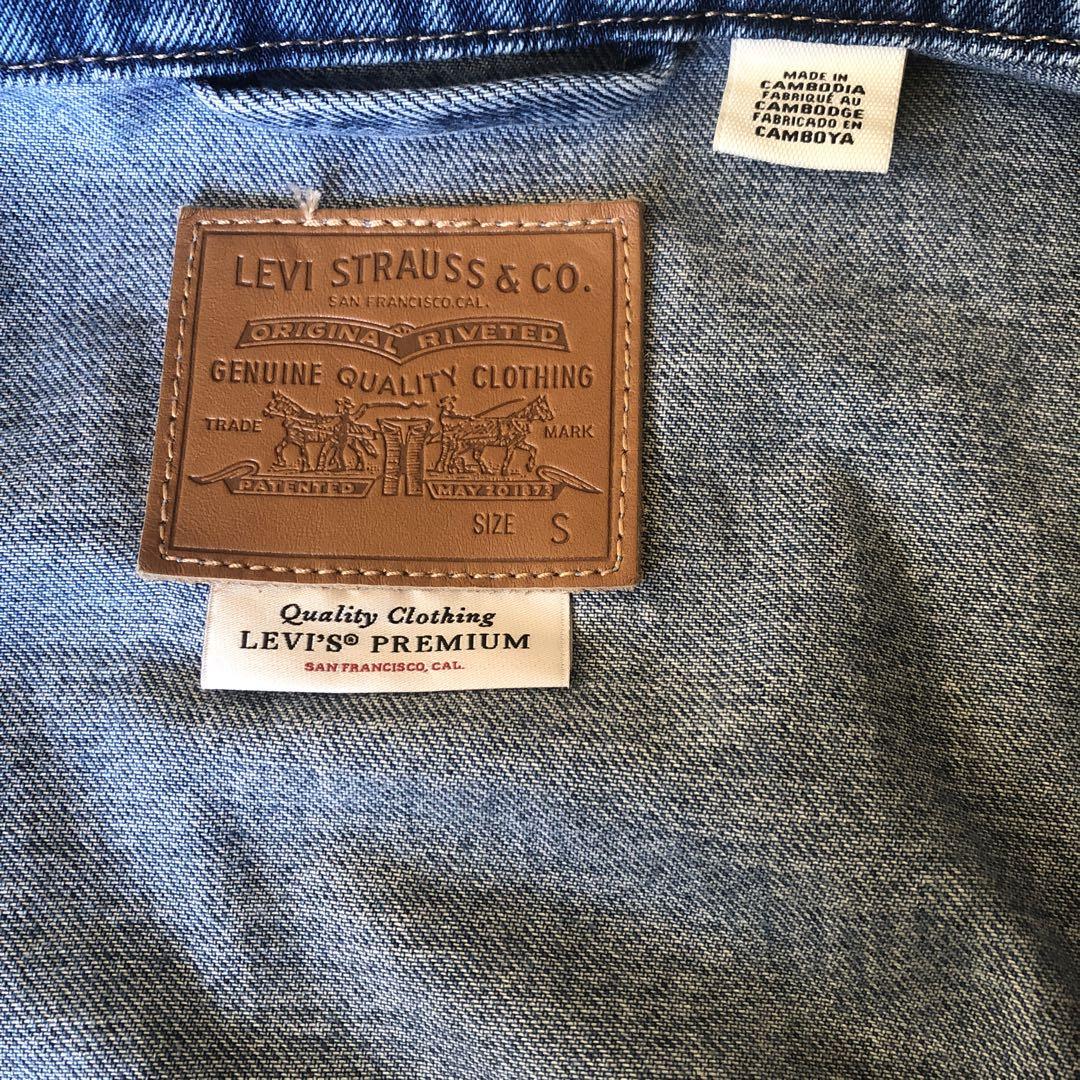 MADE IN
CAMBODIA
FABRIQUÉ AU
CAMBODGE
FABRICADO EN
CAMBOYA
LEVI STRAUSS & CO.
SAN FRANCISCO, CAL.
ORIGINAL RIVETED
GENUINE QUALITY CLOTHING
TRADE MARK
PATENTED MAY 20 1873
SIZE S
Quality Clothing
LEVI'S® PREMIUM
SAN FRANCISCO, CAL.